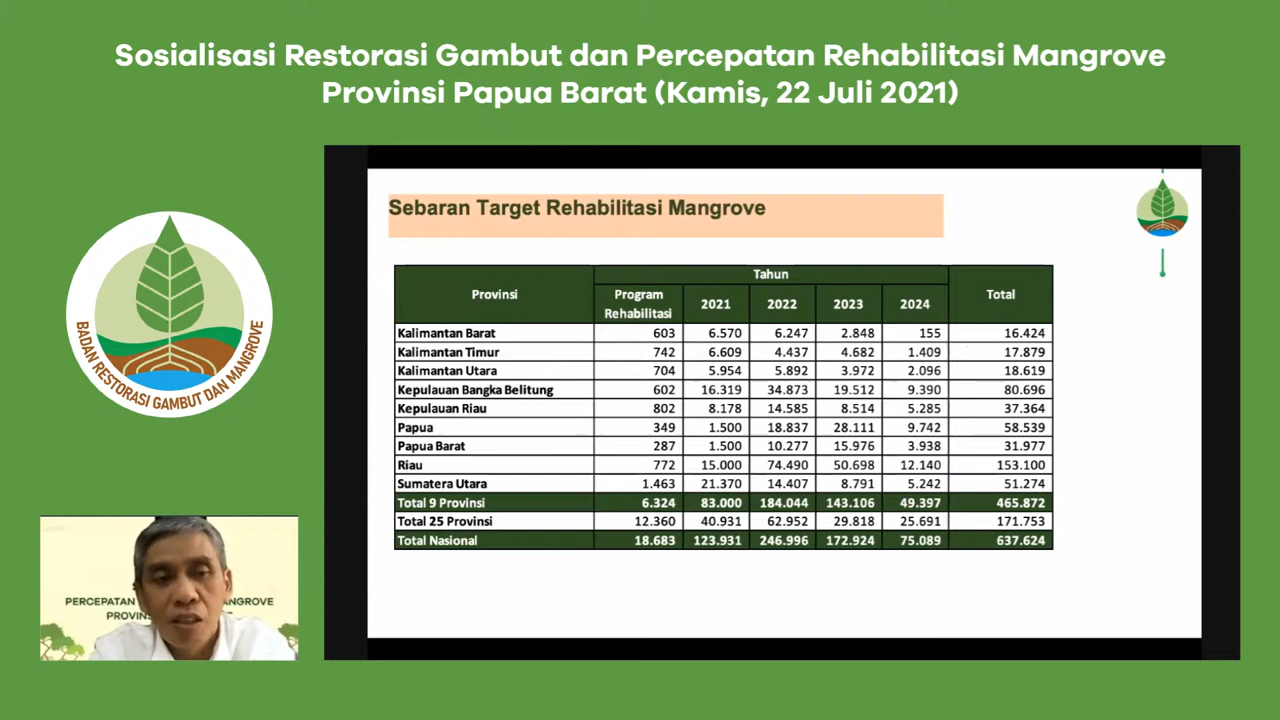 Sosialisasi Restorasi Gambut dan Percepatan Rehabilitasi Mangrove
Provinsi Papua Barat (Kamis, 22 Juli 2021)
BADAN RESTORASI GAMBUT DAN MANGROVE
Sebaran Target Rehabilitasi Mangrove
Provinsi Tahun Total
Program Rehabilitasi 2021 2022 2023 2024
Kalimantan Barat 603 6.570 6.247 2.848 155 16.424
Kalimantan Timur 742 6.609 4.437 4.682 1.409 17.879
Kalimantan Utara 704 5.954 5.892 3.972 2.096 18.619
Kepulauan Bangka Belitung 602 16.319 34.873 19.512 9.390 80.696
Kepulauan Riau 802 8.178 14.585 8.514 5.285 37.364
Papua 349 1.500 18.837 28.111 9.742 58.539
Papua Barat 287 1.500 10.277 15.976 3.938 31.977
Riau 772 15.000 74.490 50.698 12.140 153.100
Sumatera Utara 1.463 21.370 14.407 8.791 5.242 51.274
Total 9 Provinsi 6.324 83.000 184.044 143.106 49.397 465.872
Total 25 Provinsi 12.360 40.931 62.952 29.818 25.691 171.753
Total Nasional 18.683 123.931 246.996 172.924 75.089 637.624
PERCEPATAN ANGROVE
PROVIN